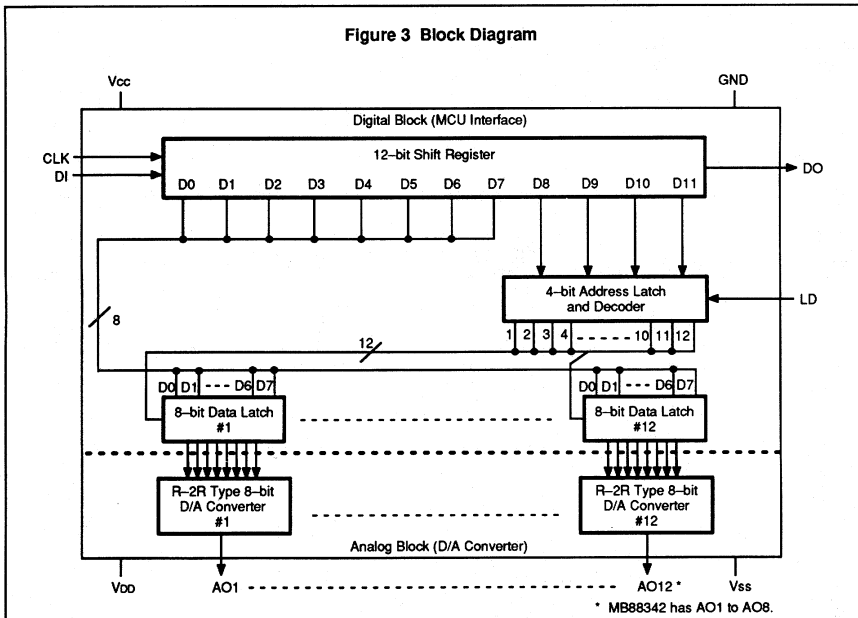 Figure 3 Block Diagram
Vcc GND
Digital Block (MCU Interface)
CLK 12–bit Shift Register
DI DO
D0 D1 D2 D3 D4 D5 D6 D7 D8 D9 D10 D11
4–bit Address Latch
and Decoder LD
8
1 2 3 4 10 11 12
12
D0 D1 D6 D7 D0 D1 D6 D7
8–bit Data Latch
#1
8–bit Data Latch
#12
R–2R Type 8–bit
D/A Converter
#1
R–2R Type 8–bit
D/A Converter
#12
Analog Block (D/A Converter)
VDD AO1 AO12 * Vss
* MB88342 has AO1 to AO8.